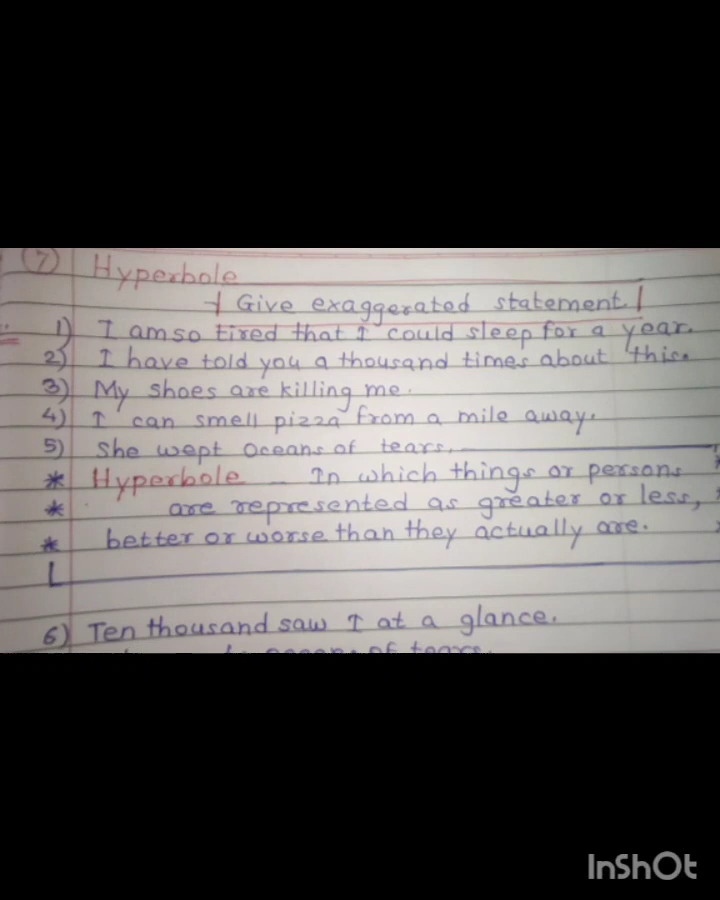 (7) Hyperbole
Give exaggerated statement.
1) I am so tired that I could sleep for a year.
2) I have told you a thousand times about this.
3) My shoes are killing me.
4) I can smell pizza from a mile away.
5) She wept oceans of tears.
* Hyperbole - In which things or persons
* are represented as greater or less,
* better or worse than they actually are.
6) Ten thousand saw I at a glance.
of tears.
InShOt